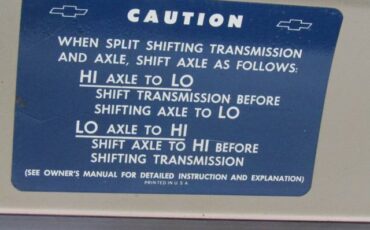 CAUTION
WHEN SPLIT SHIFTING TRANSMISSION
AND AXLE, SHIFT AXLE AS FOLLOWS:
HI AXLE TO LO
SHIFT TRANSMISSION BEFORE
SHIFTING AXLE TO LO
LO AXLE TO HI
SHIFT AXLE TO HI BEFORE
SHIFTING TRANSMISSION
(SEE OWNER'S MANUAL FOR DETAILED INSTRUCTION AND EXPLANATION)
PRINTED IN U S A